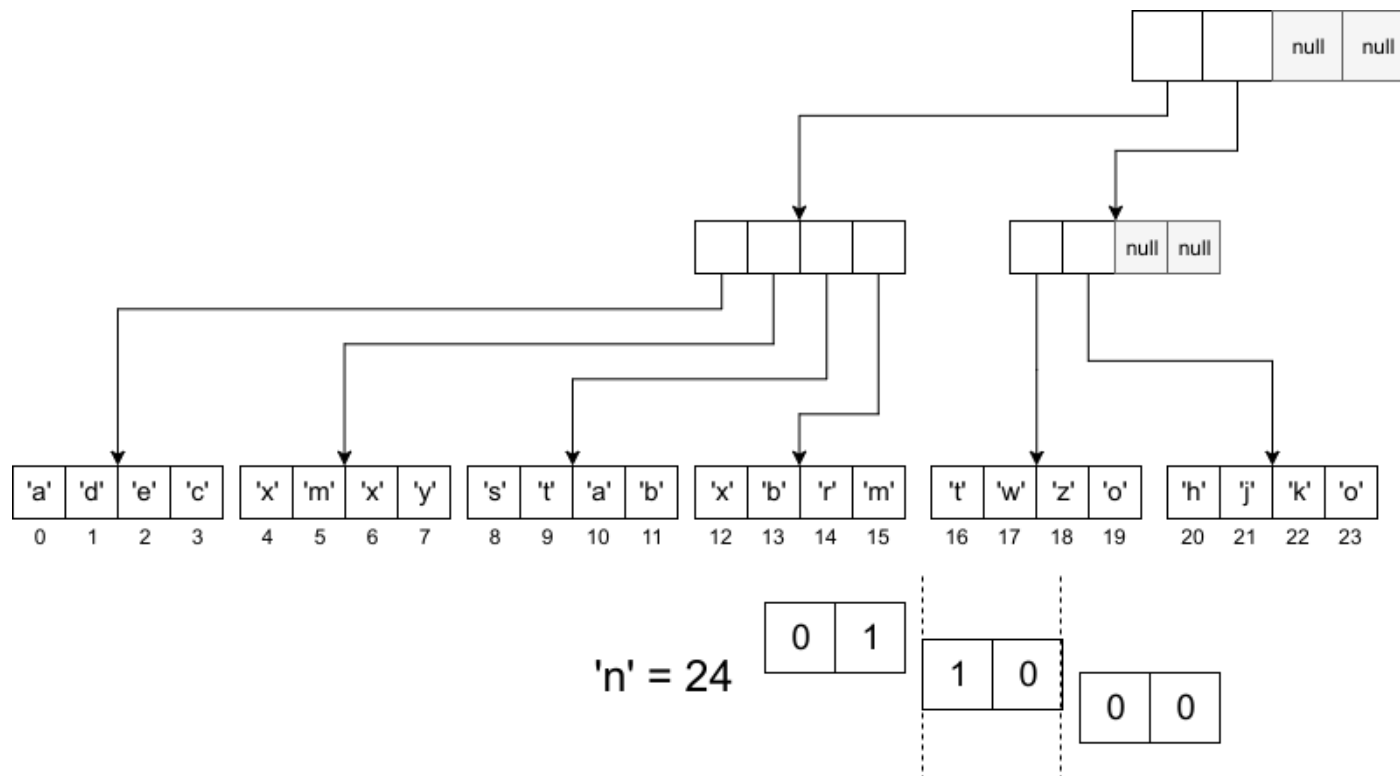 null null
null null
'a' 'd' 'e' 'c' 'x' 'm' 'x' 'y' 's' 't' 'a' 'b' 'x' 'b' 'r' 'm' 't' 'w' 'z' 'o' 'h' 'j' 'k' 'o'
0 1 2 3 4 5 6 7 8 9 10 11 12 13 14 15 16 17 18 19 20 21 22 23
'n' = 24 0 1 1 0 0 0